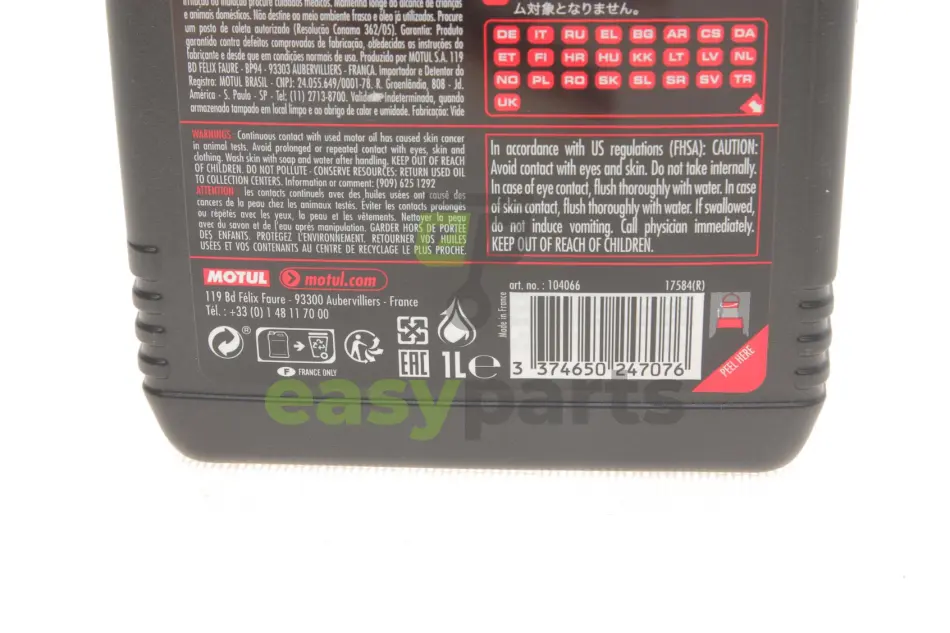 irritação ou inalação procure cuidados médicos. Mantenha longe do alcance de crianças
e animais domésticos. Não destine ao meio ambiente frasco e óleo já utilizados. Procure
um posto de coleta autorizado (Resolução Conama 362/05). Garantia: Produto
garantido contra defeitos comprovados de fabricação, obedecidas as instruções do
fabricante e desde que em condições normais de uso. Produzido por MOTUL S.A. 119
BD FELIX FAURE - BP94 - 93303 AUBERVILLIERS - FRANCA. Importador e Detentor do
Registro: MOTUL BRASIL - CNPJ: 24.055.649/0001-78. R. Groenlândia, 808 - Jd.
América - S. Paulo - SP - Tel: (11) 2713-8700. Indeterminada, quando
armazenado tampado em local limpo e ao abrigo de calor e umidade. Fabricação: Vide
ム対象となりません。
DE IT RU EL BG AR CS DA
ET FI HR HU KK LT LV NL
NO PL RO SK SL SR SV TR
UK
WARNINGS : Continuous contact with used motor oil has caused skin cancer
in animal tests. Avoid prolonged or repeated contact with eyes, skin and
clothing. Wash skin with soap and water after handling. KEEP OUT OF REACH
OF CHILDREN. DO NOT POLLUTE - CONSERVE RESOURCES: RETURN USED OIL
TO COLLECTION CENTERS. Information or comment: (909) 625 1292
ATTENTION : les contacts continuels avec des huiles usées ont causé des
cancers de la peau chez les animaux testés. Eviter les contacts prolongés
ou répétés avec les yeux, la peau et les vêtements. Nettoyer la peau
avec du savon et de l'eau après manipulation. GARDER HORS DE PORTÉE
DES ENFANTS. PROTEGEZ L'ENVIRONNEMENT. RETOURNER VOS HUILES
USÉES ET VOS CONTENANTS AU CENTRE DE RECYCLAGE LE PLUS PROCHE.
In accordance with US regulations (FHSA): CAUTION:
Avoid contact with eyes and skin. Do not take internally.
In case of eye contact, flush thoroughly with water. In case
of skin contact, flush thoroughly with water. If swallowed,
do not induce vomiting. Call physician immediately.
KEEP OUT OF REACH OF CHILDREN.
MOTUL motul.com
119 Bd Félix Faure - 93300 Aubervilliers - France
Tél. : +33 (0) 1 48 11 70 00
®
F FRANCE ONLY
EAC
1L e
Made in France
art. no. : 104066 17584(R)
3 374650 247076
PEEL HERE
easyparts